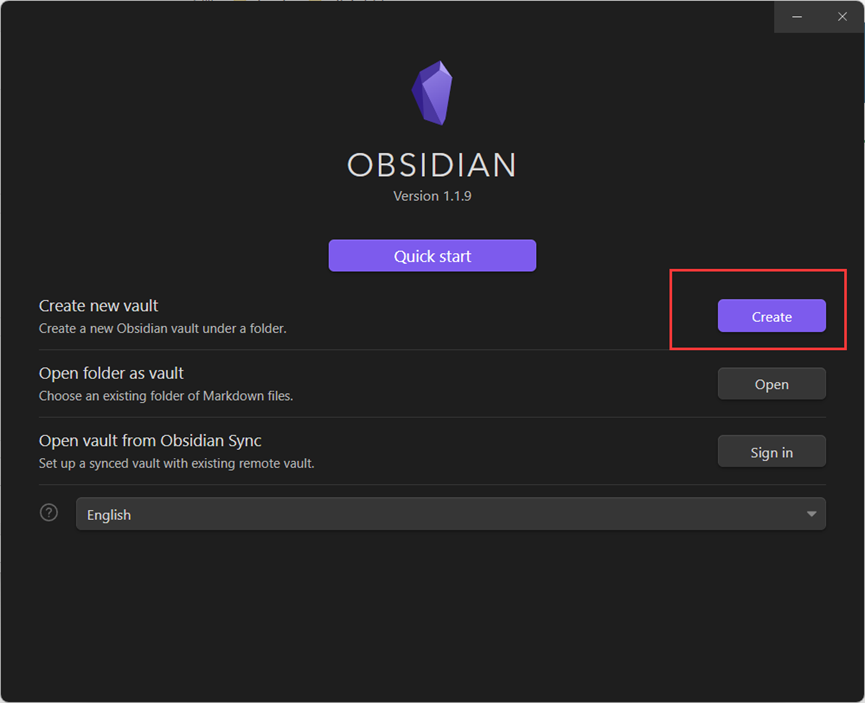 OBSIDIAN
Version 1.1.9
Quick start
Create new vault
Create a new Obsidian vault under a folder.
Create
Open folder as vault
Choose an existing folder of Markdown files.
Open
Open vault from Obsidian Sync
Set up a synced vault with existing remote vault.
Sign in
English